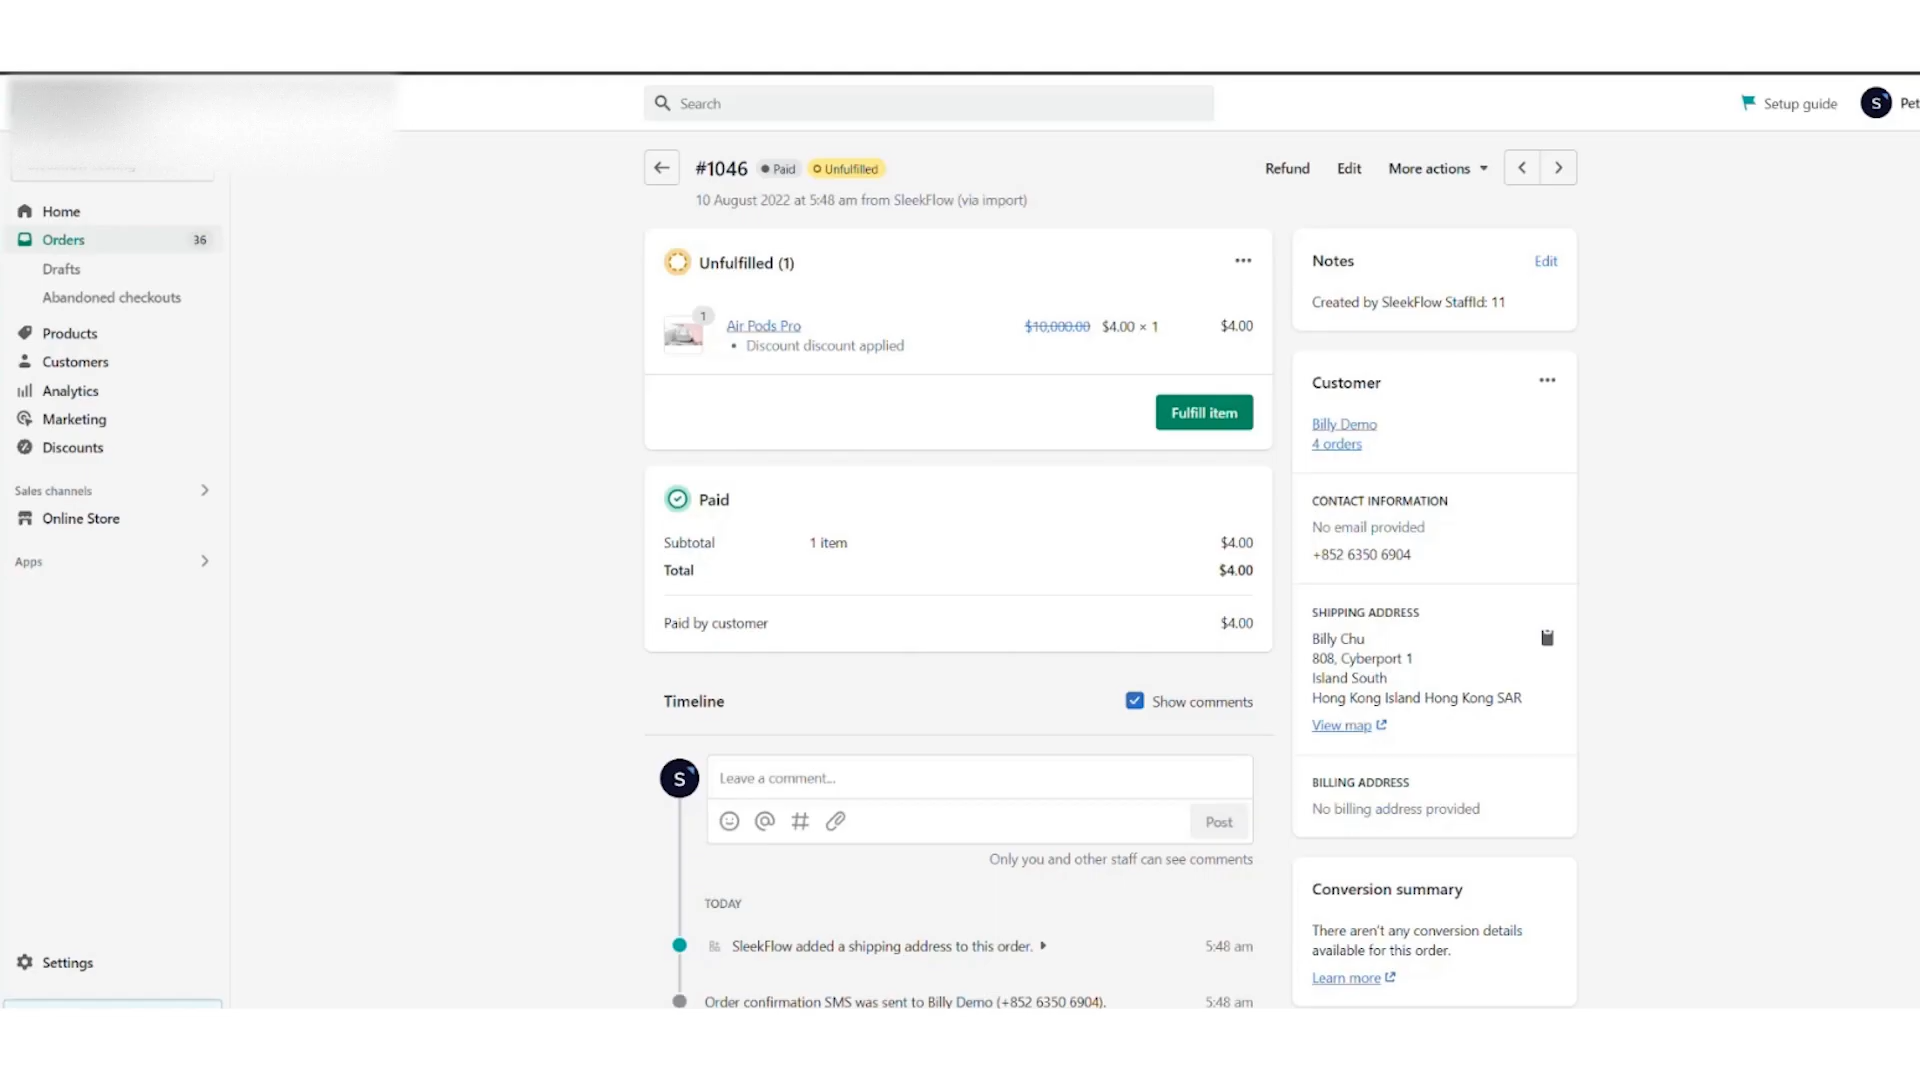 Search
Setup guide
S
Pet
#1046
Paid
Unfulfilled
Refund
Edit
More actions
10 August 2022 at 5:48 am from SleekFlow (via import)
Home
Orders
36
Drafts
Abandoned checkouts
Products
Customers
Analytics
Marketing
Discounts
Sales channels
Online Store
Apps
Settings
Unfulfilled (1)
1
Air Pods Pro
$10,000.00 $4.00 × 1
$4.00
• Discount discount applied
Fulfill item
Paid
Subtotal 1 item $4.00
Total $4.00
Paid by customer $4.00
Timeline
Show comments
S
Leave a comment...
Post
Only you and other staff can see comments
TODAY
SleekFlow added a shipping address to this order.
5:48 am
Order confirmation SMS was sent to Billy Demo (+852 6350 6904).
5:48 am
Notes
Edit
Created by SleekFlow StaffId: 11
Customer
Billy Demo
4 orders
CONTACT INFORMATION
No email provided
+852 6350 6904
SHIPPING ADDRESS
Billy Chu
808, Cyberport 1
Island South
Hong Kong Island Hong Kong SAR
View map
BILLING ADDRESS
No billing address provided
Conversion summary
There aren't any conversion details
available for this order.
Learn more